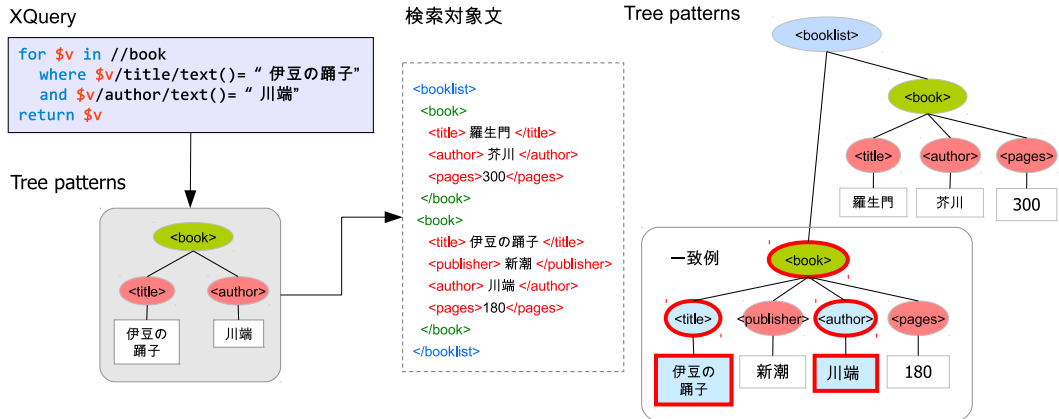 XQuery
for $v in //book
where $v/title/text()= “ 伊豆の踊子”
and $v/author/text()= “ 川端”
return $v
Tree patterns
<book>
<title>
<author>
伊豆の
踊子
川端
検索対象文
<booklist>
<book>
<title> 羅生門 </title>
<author> 芥川 </author>
<pages>300</pages>
</book>
<book>
<title> 伊豆の踊子 </title>
<publisher> 新潮 </publisher>
<author> 川端 </author>
<pages>180</pages>
</book>
</booklist>
Tree patterns
<booklist>
<book>
<title>
<author>
<pages>
羅生門
芥川
300
一致例
<book>
<title>
<publisher>
<author>
<pages>
伊豆の
踊子
新潮
川端
180